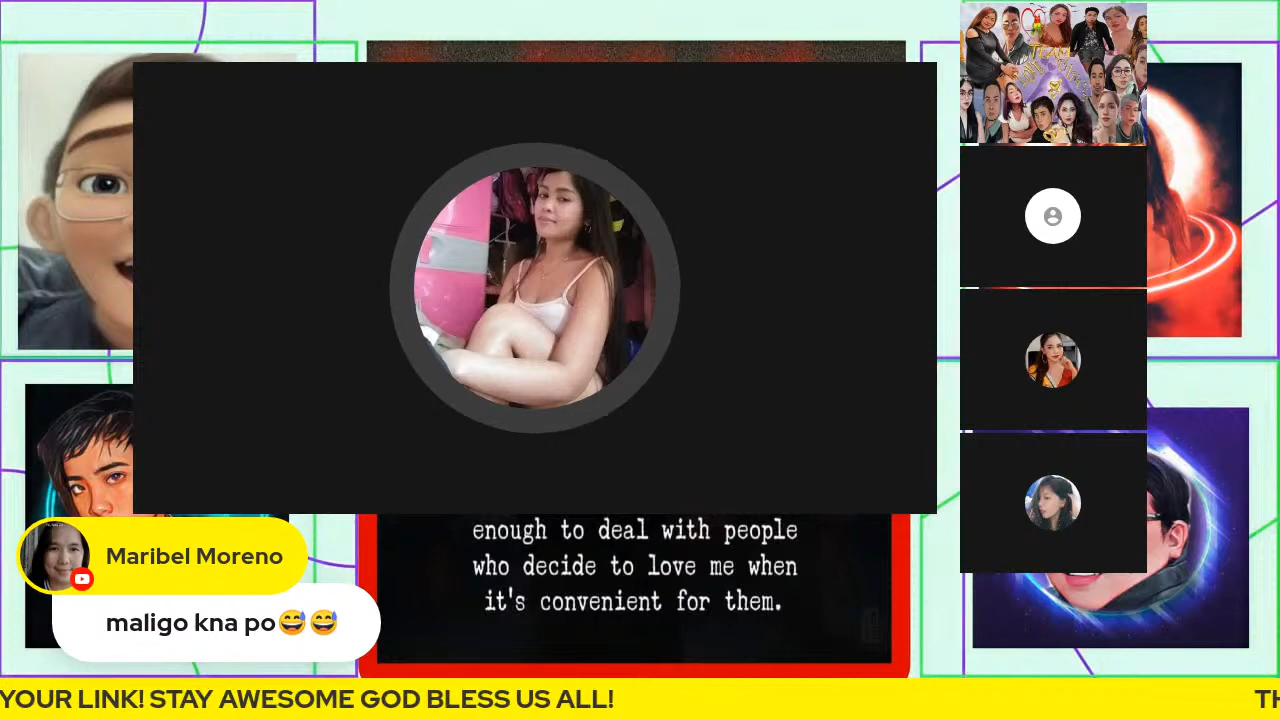 TEAM
enough to deal with people
who decide to love me when
it's convenient for them.
Maribel Moreno
maligo kna po😅😅
YOUR LINK! STAY AWESOME GOD BLESS US ALL!
TH